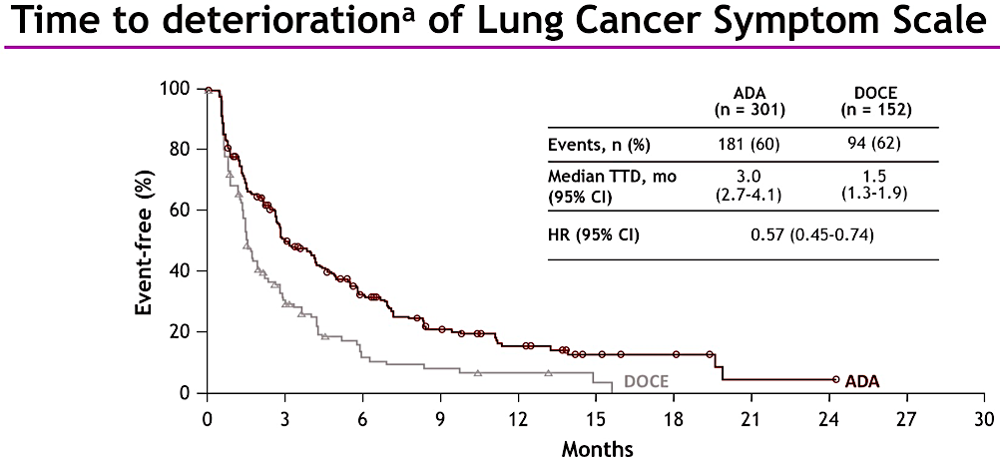 Time to deteriorationᵃ of Lung Cancer Symptom Scale
ADA
(n = 301)
DOCE
(n = 152)
Events, n (%)
181 (60)
94 (62)
Median TTD, mo
(95% CI)
3.0
(2.7-4.1)
1.5
(1.3-1.9)
HR (95% CI)
0.57 (0.45-0.74)
Event-free (%)
100
80
60
40
20
0
DOCE
ADA
0 3 6 9 12 15 18 21 24 27 30
Months